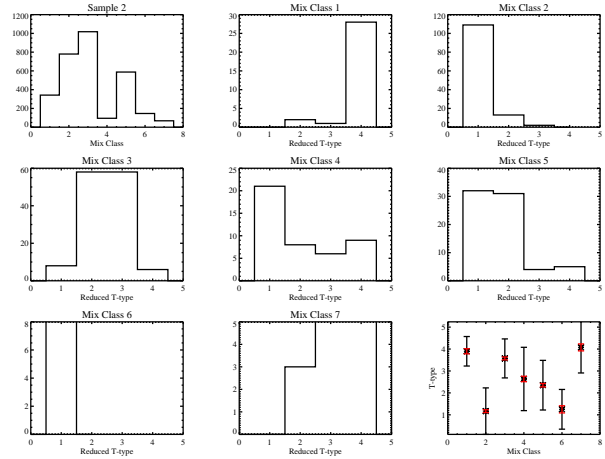 Sample 2
1200
1000
800
600
400
200
0
0 2 4 6 8
Mix Class
Mix Class 1
30
25
20
15
10
5
0
0 1 2 3 4 5
Reduced T-type
Mix Class 2
120
100
80
60
40
20
0
0 1 2 3 4 5
Reduced T-type
Mix Class 3
60
40
20
0
0 1 2 3 4 5
Reduced T-type
Mix Class 4
25
20
15
10
5
0
0 1 2 3 4 5
Reduced T-type
Mix Class 5
40
30
20
10
0
0 1 2 3 4 5
Reduced T-type
Mix Class 6
8
6
4
2
0
0 1 2 3 4 5
Reduced T-type
Mix Class 7
5
4
3
2
1
0
0 1 2 3 4 5
Reduced T-type
T-type
5
4
3
2
1
0 2 4 6 8
Mix Class